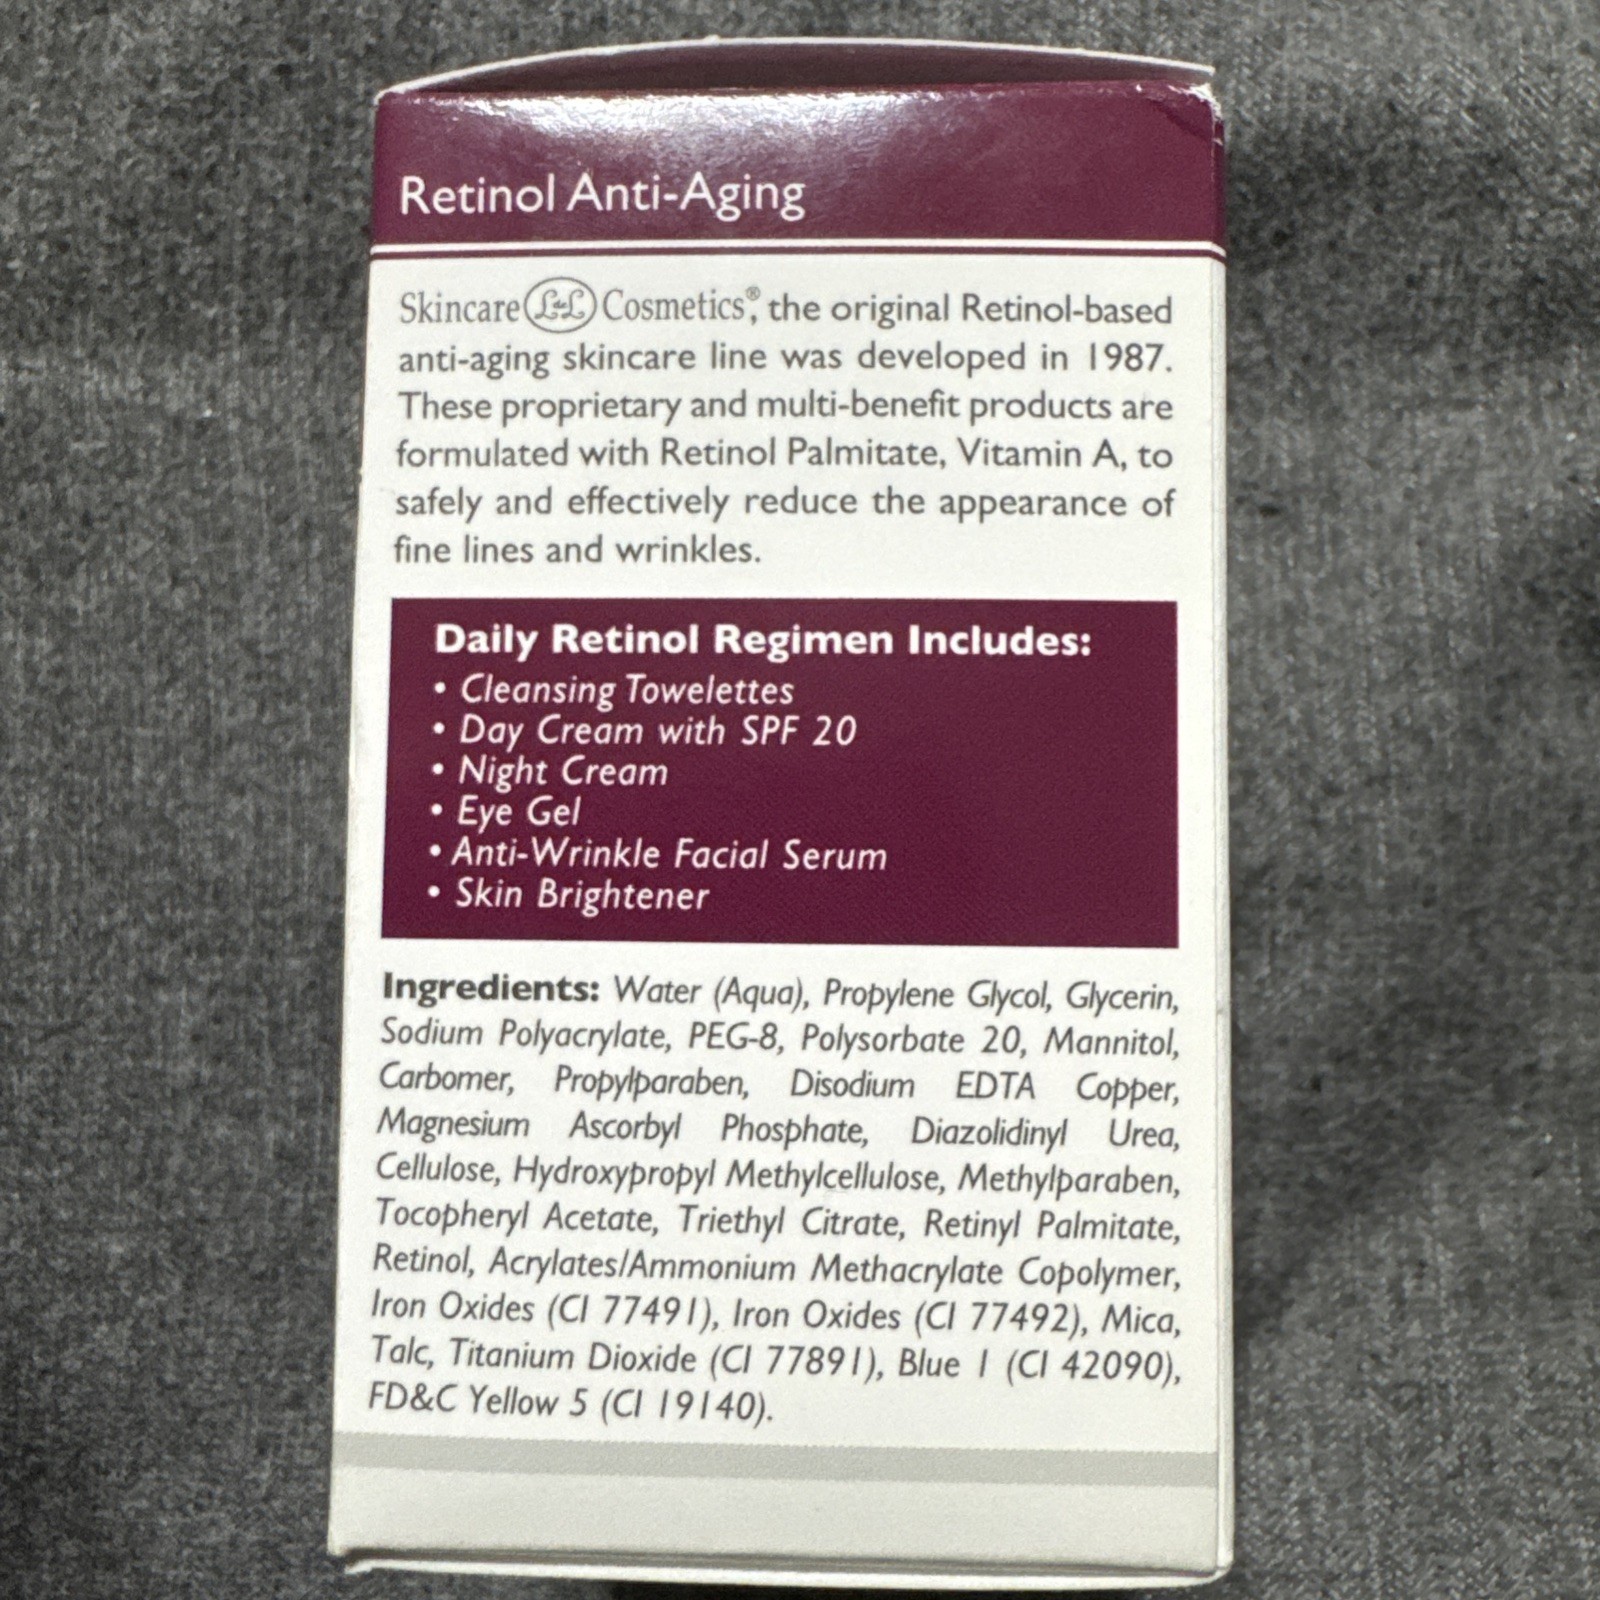 Retinol Anti-Aging
Skincare LdeL Cosmetics®, the original Retinol-based
anti-aging skincare line was developed in 1987.
These proprietary and multi-benefit products are
formulated with Retinol Palmitate, Vitamin A, to
safely and effectively reduce the appearance of
fine lines and wrinkles.
Daily Retinol Regimen Includes:
• Cleansing Towelettes
• Day Cream with SPF 20
• Night Cream
• Eye Gel
• Anti-Wrinkle Facial Serum
• Skin Brightener
Ingredients: Water (Aqua), Propylene Glycol, Glycerin,
Sodium Polyacrylate, PEG-8, Polysorbate 20, Mannitol,
Carbomer, Propylparaben, Disodium EDTA Copper,
Magnesium Ascorbyl Phosphate, Diazolidinyl Urea,
Cellulose, Hydroxypropyl Methylcellulose, Methylparaben,
Tocopheryl Acetate, Triethyl Citrate, Retinyl Palmitate,
Retinol, Acrylates/Ammonium Methacrylate Copolymer,
Iron Oxides (CI 77491), Iron Oxides (CI 77492), Mica,
Talc, Titanium Dioxide (CI 77891), Blue 1 (CI 42090),
FD&C Yellow 5 (CI 19140).